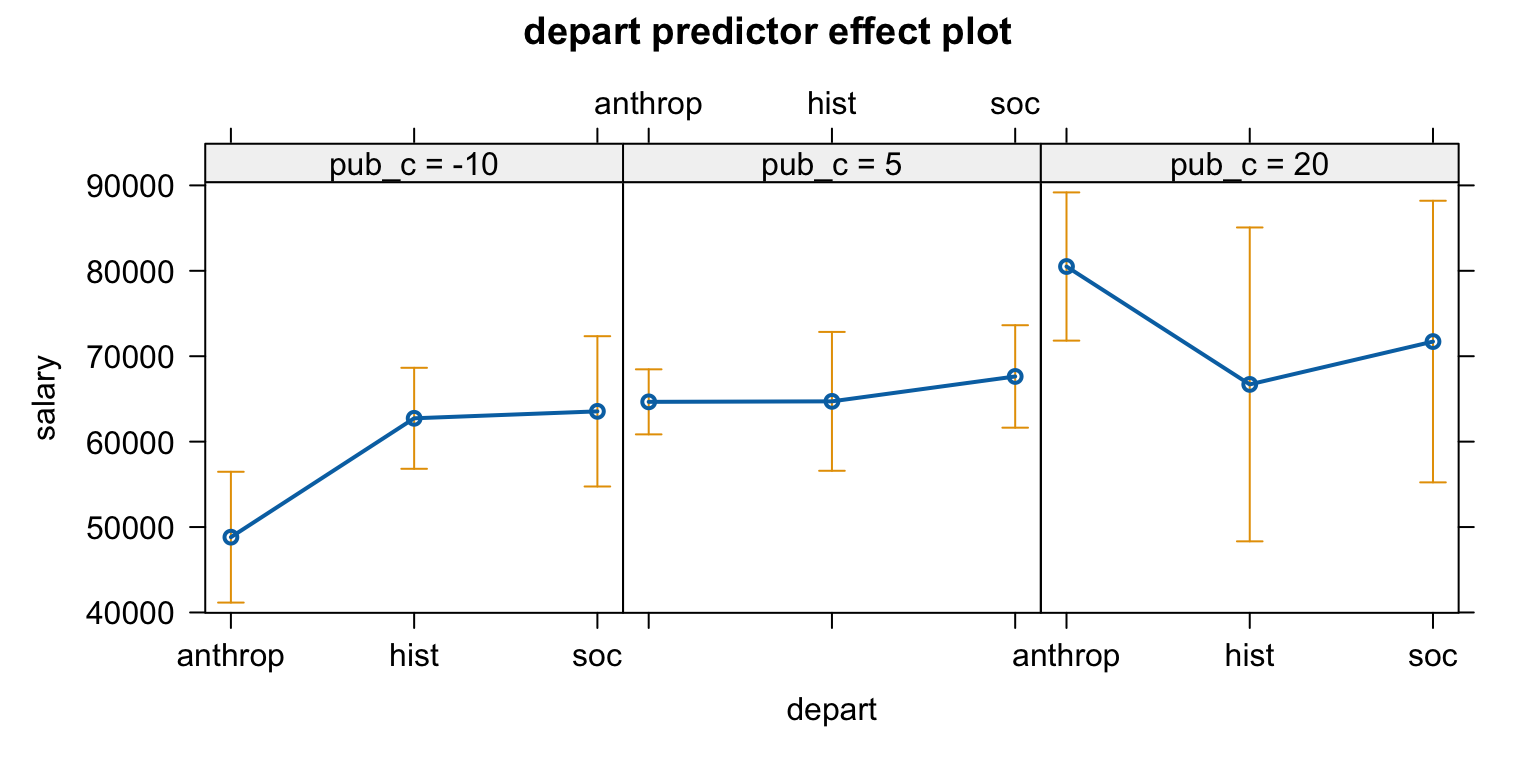 depart predictor effect plot
anthrop hist soc
pub_c = -10 pub_c = 5 pub_c = 20
90000
80000
70000
60000
50000
40000
salary
anthrop hist soc anthrop hist soc
depart